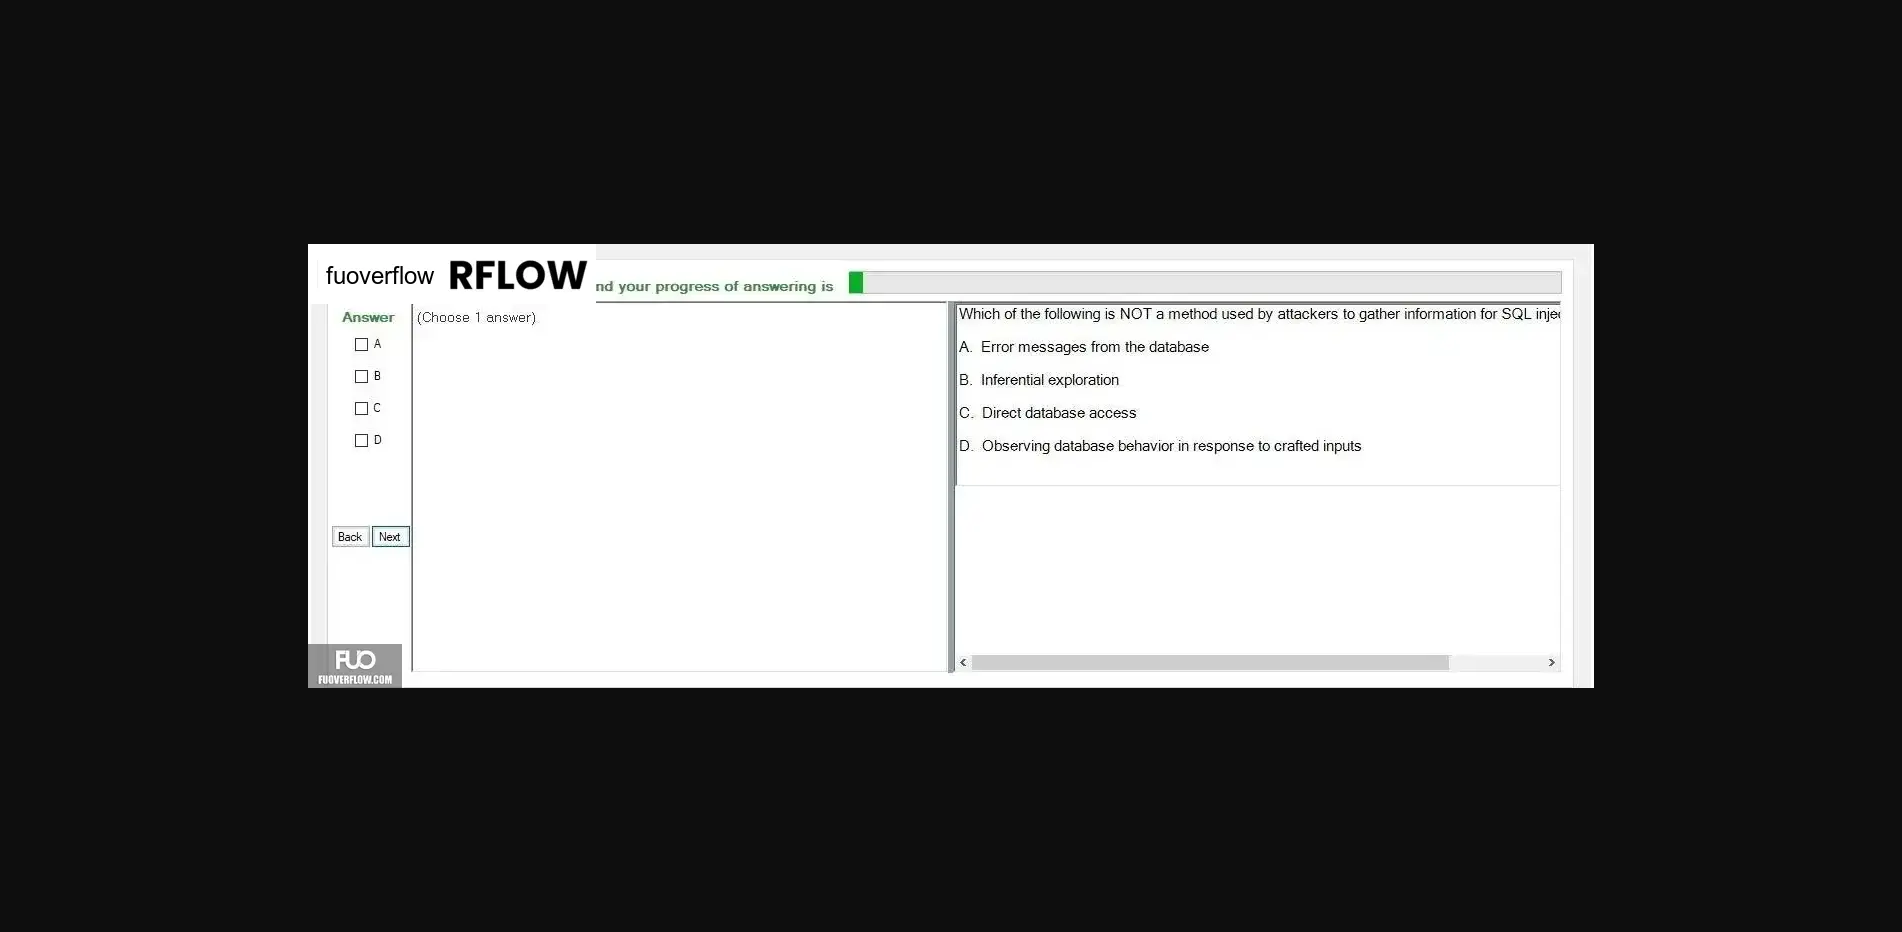 fuoverflow RFLOW
nd your progress of answering is
Answer
(Choose 1 answer)
A
B
C
D
Back Next
Which of the following is NOT a method used by attackers to gather information for SQL injec
A. Error messages from the database
B. Inferential exploration
C. Direct database access
D. Observing database behavior in response to crafted inputs
FUO
FUOVERFLOW.COM